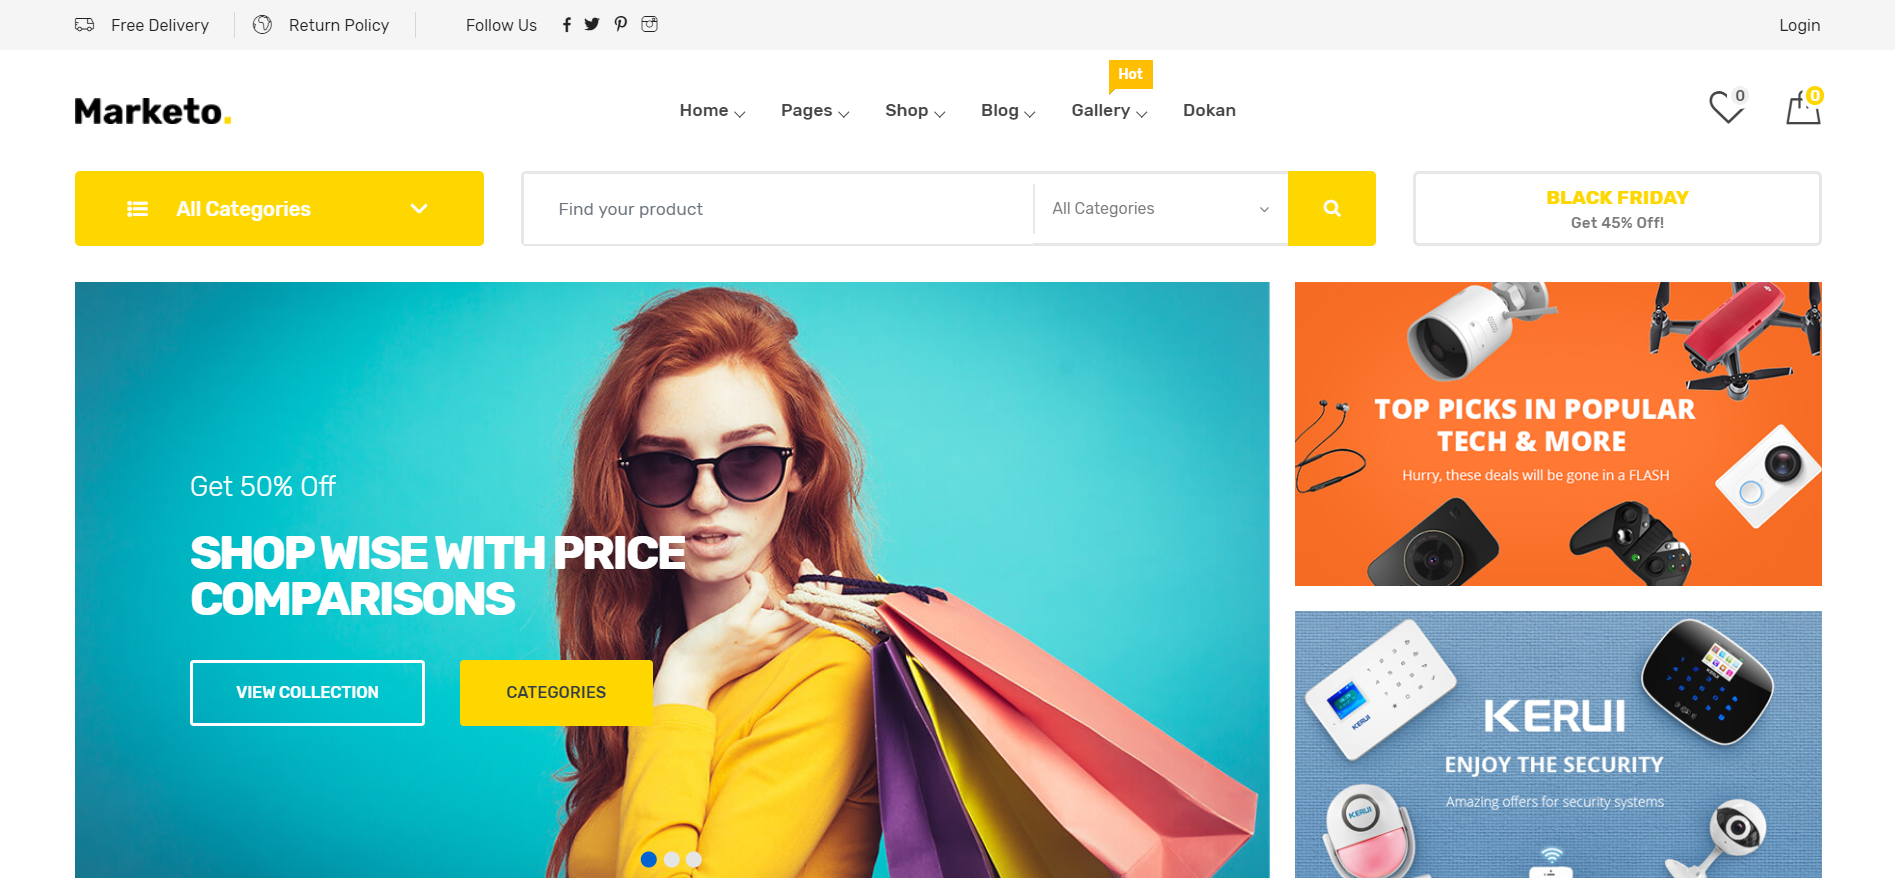 Free Delivery
Return Policy
Follow Us
Login
Hot
Marketo.
Home
Pages
Shop
Blog
Gallery
Dokan
0
0
All Categories
Find your product
All Categories
BLACK FRIDAY
Get 45% Off!
Get 50% Off
SHOP WISE WITH PRICE
COMPARISONS
VIEW COLLECTION
CATEGORIES
TOP PICKS IN POPULAR
TECH & MORE
Hurry, these deals will be gone in a FLASH
KERUI
ENJOY THE SECURITY
Amazing offers for security systems
KERUI
KERUI